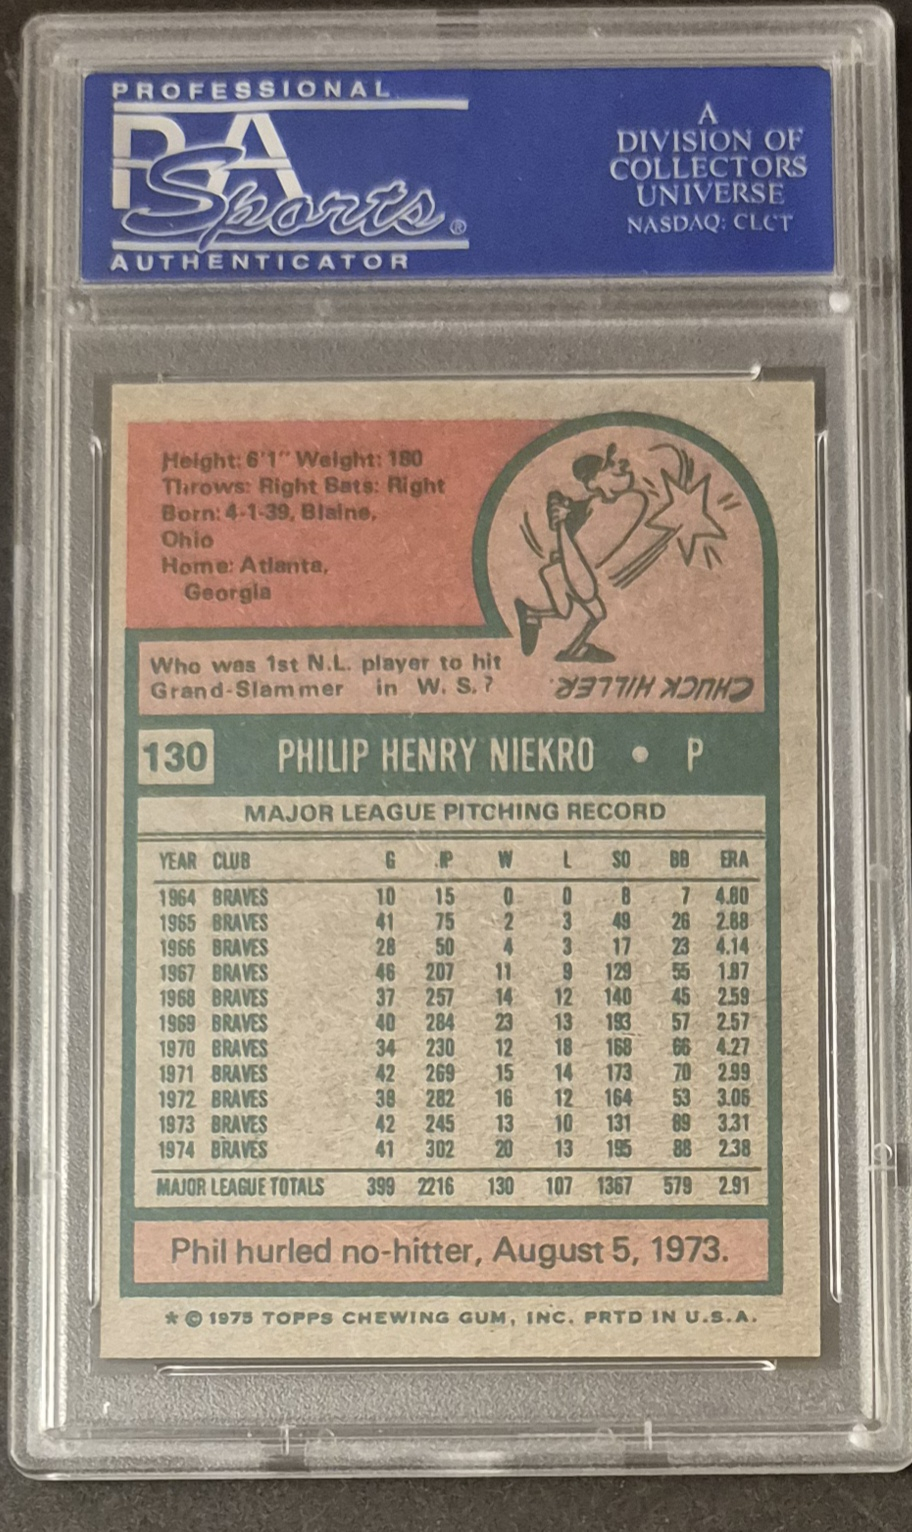 PROFESSIONAL
PSA
Sports®
AUTHENTICATOR
A
DIVISION OF
COLLECTORS
UNIVERSE
NASDAQ: CLCT
Height: 6'1" Weight: 180
Throws: Right Bats: Right
Born: 4-1-39, Blaine,
Ohio
Home: Atlanta,
Georgia
Who was 1st N.L. player to hit
Grand-Slammer in W. S.?
CHUCK HILLER.
130 PHILIP HENRY NIEKRO • P
MAJOR LEAGUE PITCHING RECORD
YEAR CLUB G IP W L SO BB ERA
1964 BRAVES 10 15 0 0 8 7 4.80
1965 BRAVES 41 75 2 3 49 26 2.88
1966 BRAVES 28 50 4 3 17 23 4.14
1967 BRAVES 46 207 11 9 129 55 1.87
1968 BRAVES 37 257 14 12 140 45 2.59
1969 BRAVES 40 284 23 13 193 57 2.57
1970 BRAVES 34 230 12 18 168 66 4.27
1971 BRAVES 42 269 15 14 173 70 2.99
1972 BRAVES 38 282 16 12 164 53 3.06
1973 BRAVES 42 245 13 10 131 89 3.31
1974 BRAVES 41 302 20 13 195 88 2.38
MAJOR LEAGUE TOTALS 399 2216 130 107 1367 579 2.91
Phil hurled no-hitter, August 5, 1973.
* © 1975 TOPPS CHEWING GUM, INC. PRTD IN U.S.A.